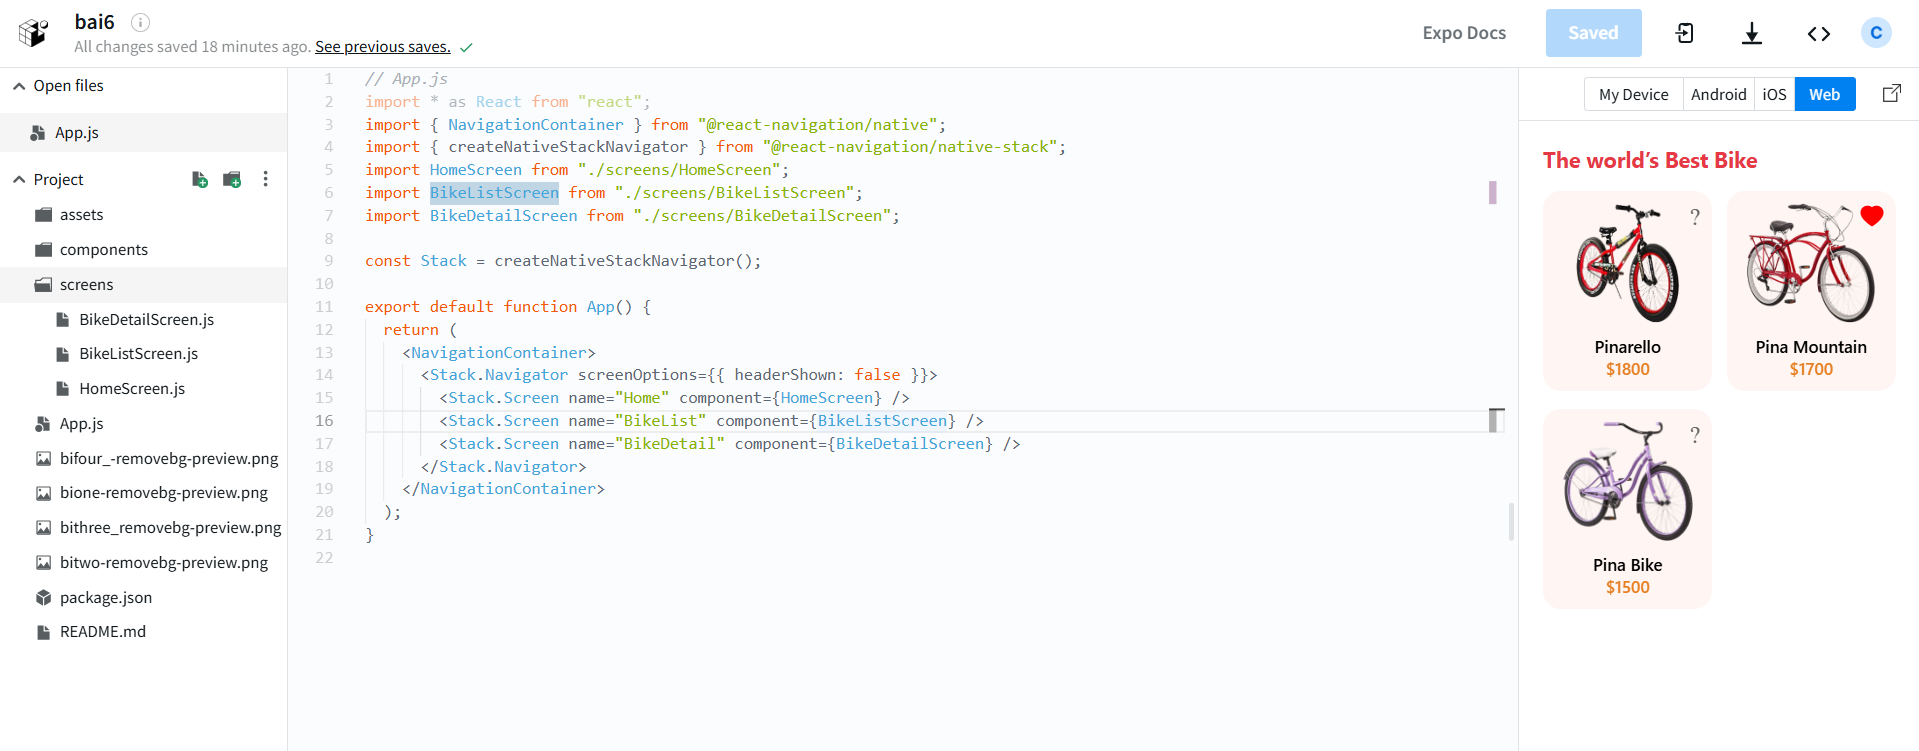 bai6
All changes saved 18 minutes ago. See previous saves.
Expo Docs
Saved
C
Open files
App.js
Project
assets
components
screens
BikeDetailScreen.js
BikeListScreen.js
HomeScreen.js
App.js
bifour_-removebg-preview.png
bione-removebg-preview.png
bithree_removebg-preview.png
bitwo-removebg-preview.png
package.json
README.md
1 // App.js
2 import * as React from "react";
3 import { NavigationContainer } from "@react-navigation/native";
4 import { createNativeStackNavigator } from "@react-navigation/native-stack";
5 import HomeScreen from "./screens/HomeScreen";
6 import BikeListScreen from "./screens/BikeListScreen";
7 import BikeDetailScreen from "./screens/BikeDetailScreen";
8
9 const Stack = createNativeStackNavigator();
10
11 export default function App() {
12 return (
13 <NavigationContainer>
14 <Stack.Navigator screenOptions={{ headerShown: false }}>
15 <Stack.Screen name="Home" component={HomeScreen} />
16 <Stack.Screen name="BikeList" component={BikeListScreen} />
17 <Stack.Screen name="BikeDetail" component={BikeDetailScreen} />
18 </Stack.Navigator>
19 </NavigationContainer>
20 );
21 }
22
My Device Android iOS Web
The world’s Best Bike
?
Pinarello
$1800
Pina Mountain
$1700
?
Pina Bike
$1500